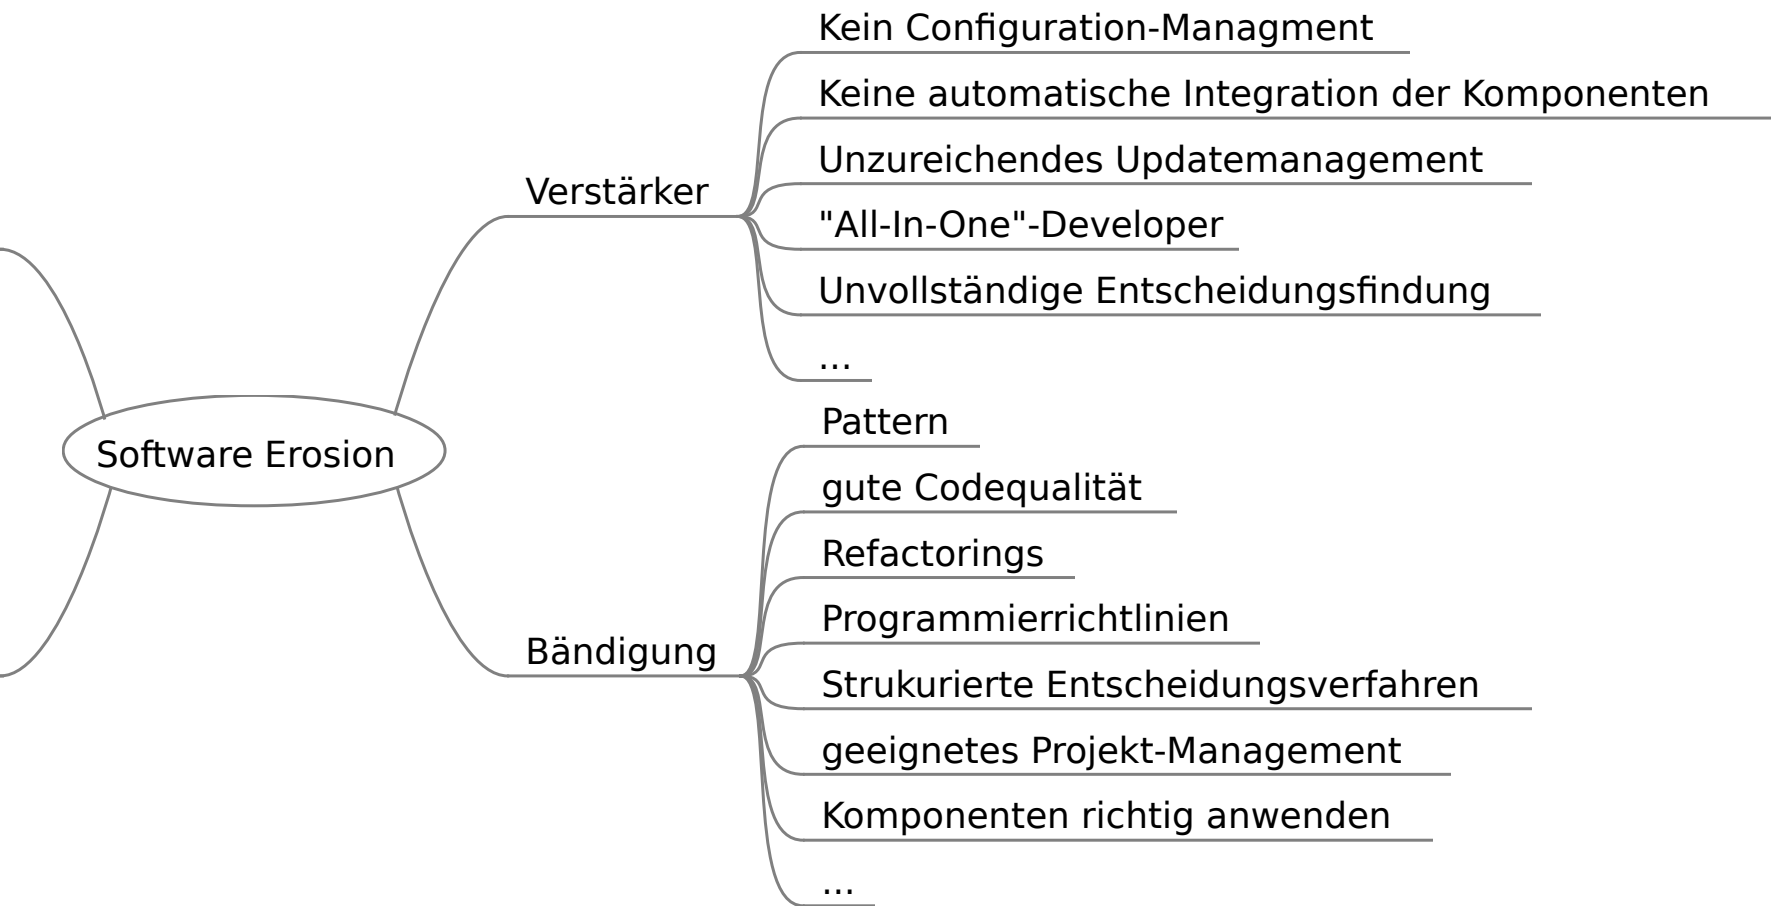 Kein Configuration-Managment
Keine automatische Integration der Komponenten
Unzureichendes Updatemanagement
Verstärker
"All-In-One"-Developer
Unvollständige Entscheidungsfindung
...
Software Erosion
Pattern
gute Codequalität
Refactorings
Programmierrichtlinien
Bändigung
Strukurierte Entscheidungsverfahren
geeignetes Projekt-Management
Komponenten richtig anwenden
...